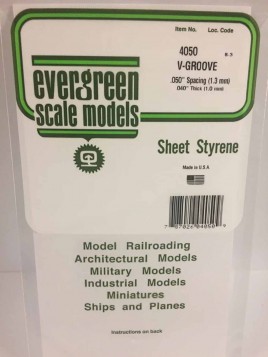 Item No. Loc. Code
4050 B.3
V-GROOVE
.050" Spacing (1.3 mm)
.040" Thick (1.0 mm)
evergreen
scale models
Sheet Styrene
Made in U.S.A
Model Railroading
Architectural Models
Military Models
Industrial Models
Miniatures
Ships and Planes
Instructions on back